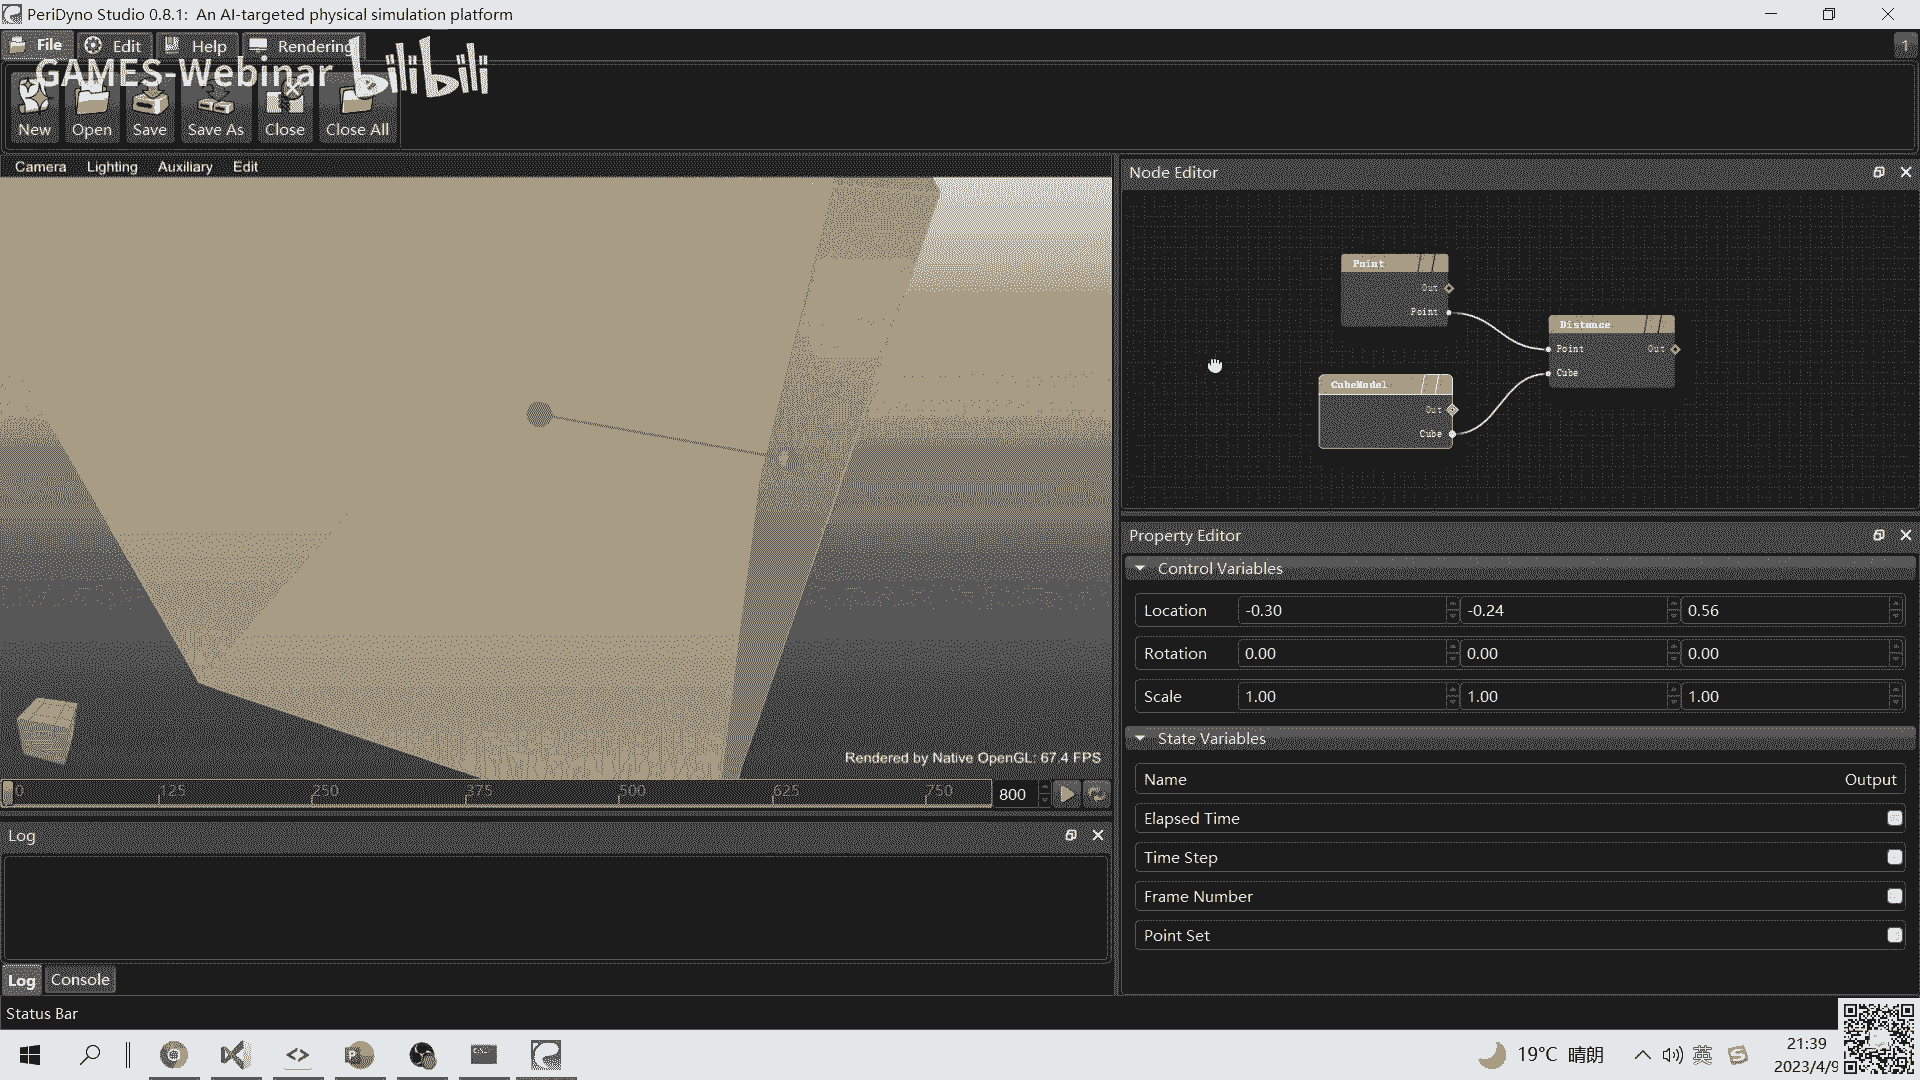 PeriDyno Studio 0.8.1: An AI-targeted physical simulation platform
File Edit Help Rendering 1
GAMES-Webinar bilibili
New Open Save Save As Close Close All
Camera Lighting Auxiliary Edit
Node Editor
Point
Out
Point
Distance
Point Out
Cube
CubeModel
Out
Cube
Property Editor
Control Variables
Location -0.30 -0.24 0.56
Rotation 0.00 0.00 0.00
Scale 1.00 1.00 1.00
State Variables
Name Output
Elapsed Time
Time Step
Frame Number
Point Set
Rendered by Native OpenGL: 67.4 FPS
0 125 250 375 500 625 750 800
Log
Log Console
Status Bar
19°C 晴朗 英 21:39
2023/4/9